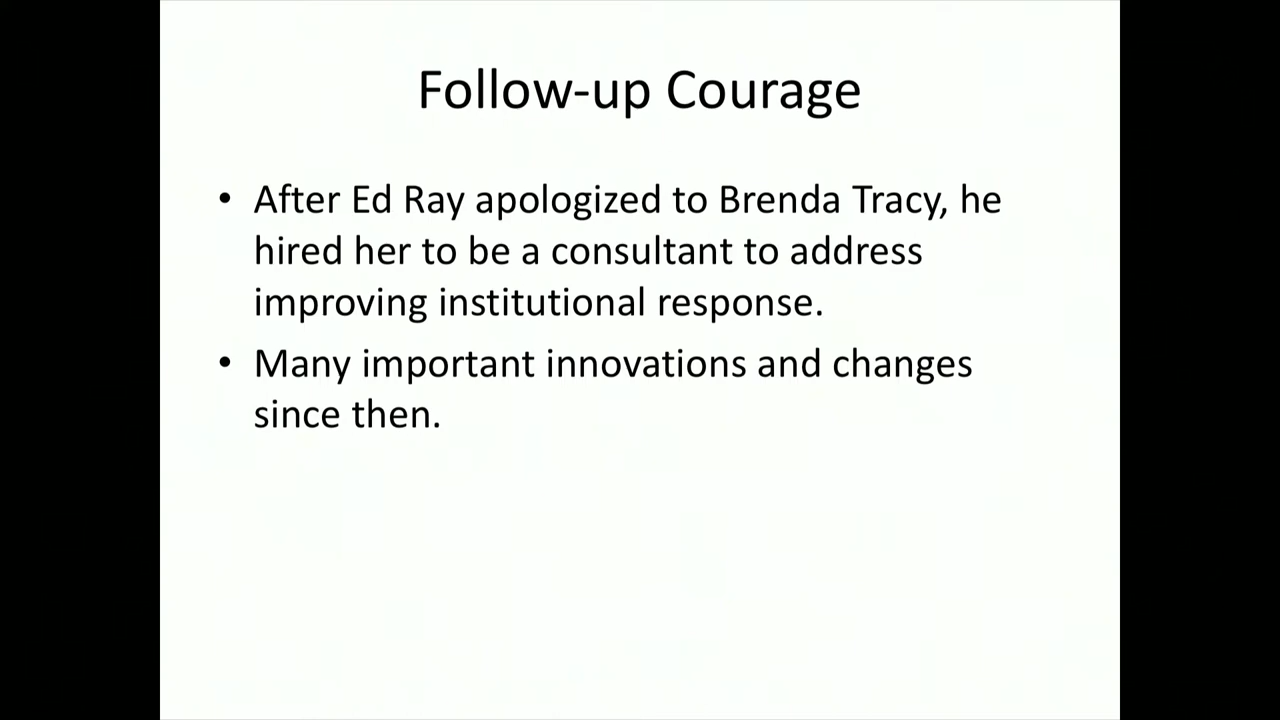 Follow-up Courage
• After Ed Ray apologized to Brenda Tracy, he
hired her to be a consultant to address
improving institutional response.
• Many important innovations and changes
since then.